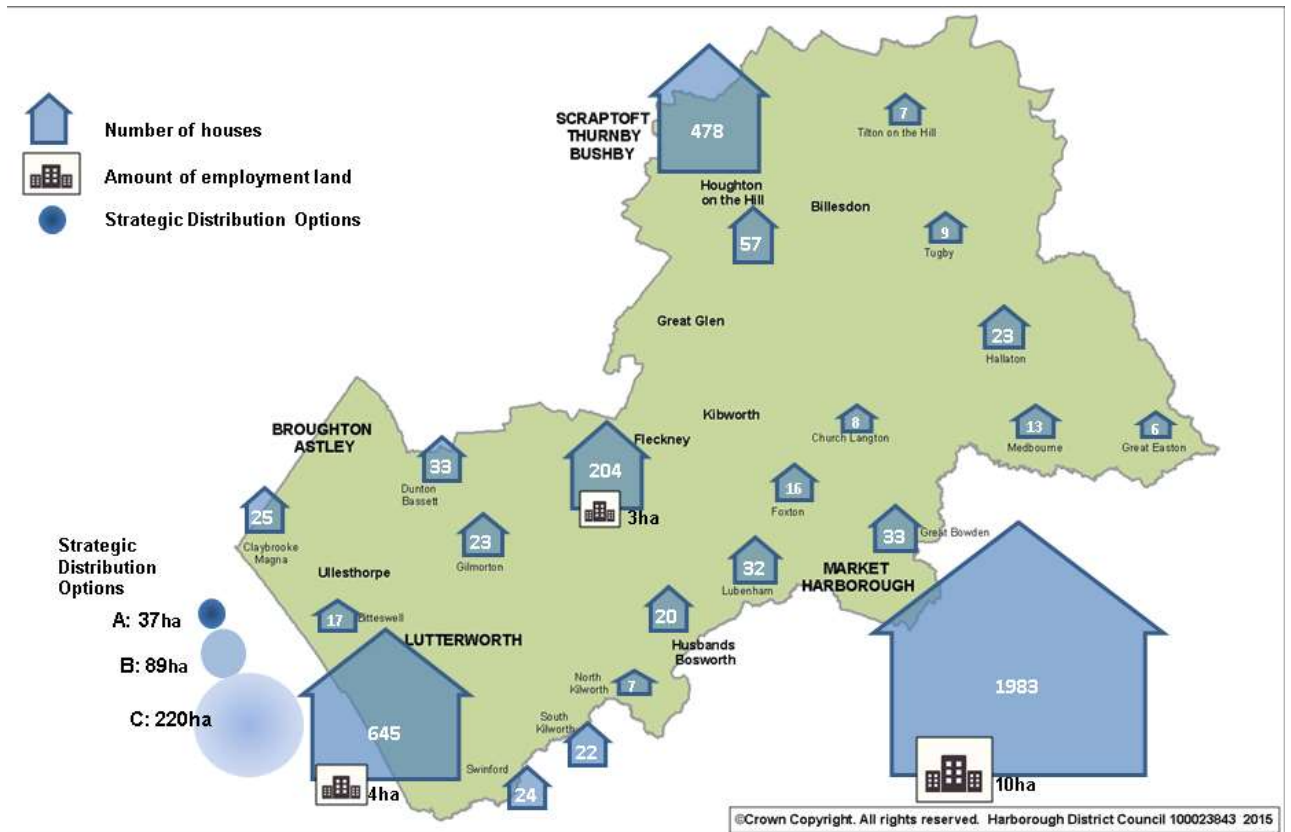 Number of houses
Amount of employment land
Strategic Distribution Options
SCRAPTOFT
THURNBY
BUSHBY
478
7
Tilton on the Hill
Houghton
on the Hill
57
Billesdon
9
Tugby
Great Glen
23
Hallaton
Kibworth
8
Church Langton
13
Medbourne
6
Great Easton
BROUGHTON
ASTLEY
33
Dunton
Bassett
Fleckney
204
3ha
16
Foxton
25
Claybrooke
Magna
23
Gilmorton
33
Great Bowden
Ullesthorpe
32
Lubenham
MARKET
HARBOROUGH
Strategic
Distribution
Options
A: 37ha
B: 89ha
C: 220ha
17
Bitteswell
LUTTERWORTH
20
Husbands
Bosworth
North
Kilworth
7
1983
10ha
645
4ha
South
Kilworth
22
Swinford
24
©Crown Copyright. All rights reserved. Harborough District Council 100023843 2015